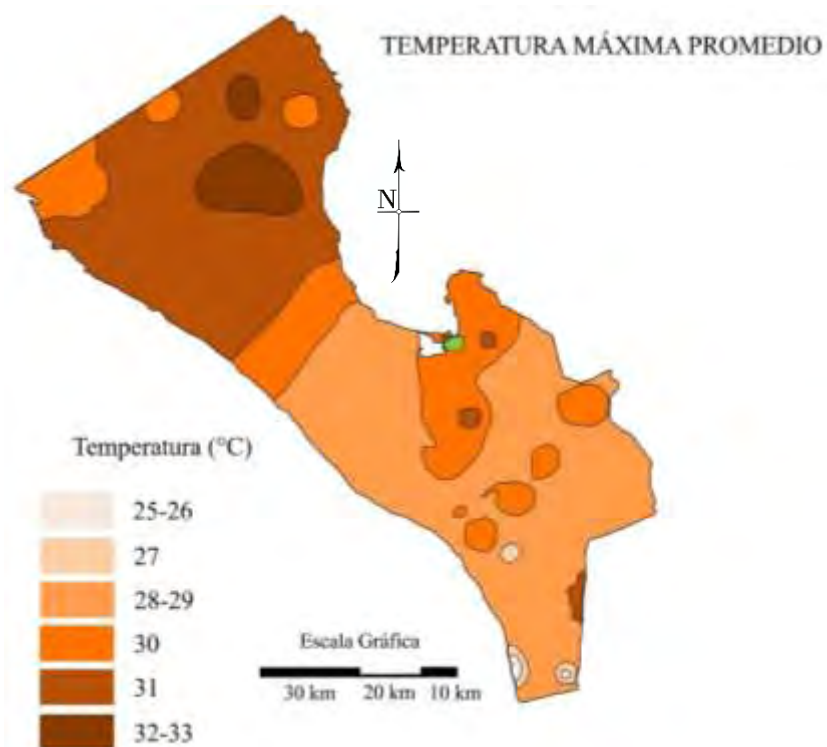 TEMPERATURA MÁXIMA PROMEDIO
N
Temperatura (°C)
25-26
27
28-29
30
31
32-33
Escala Gráfica
30 km 20 km 10 km